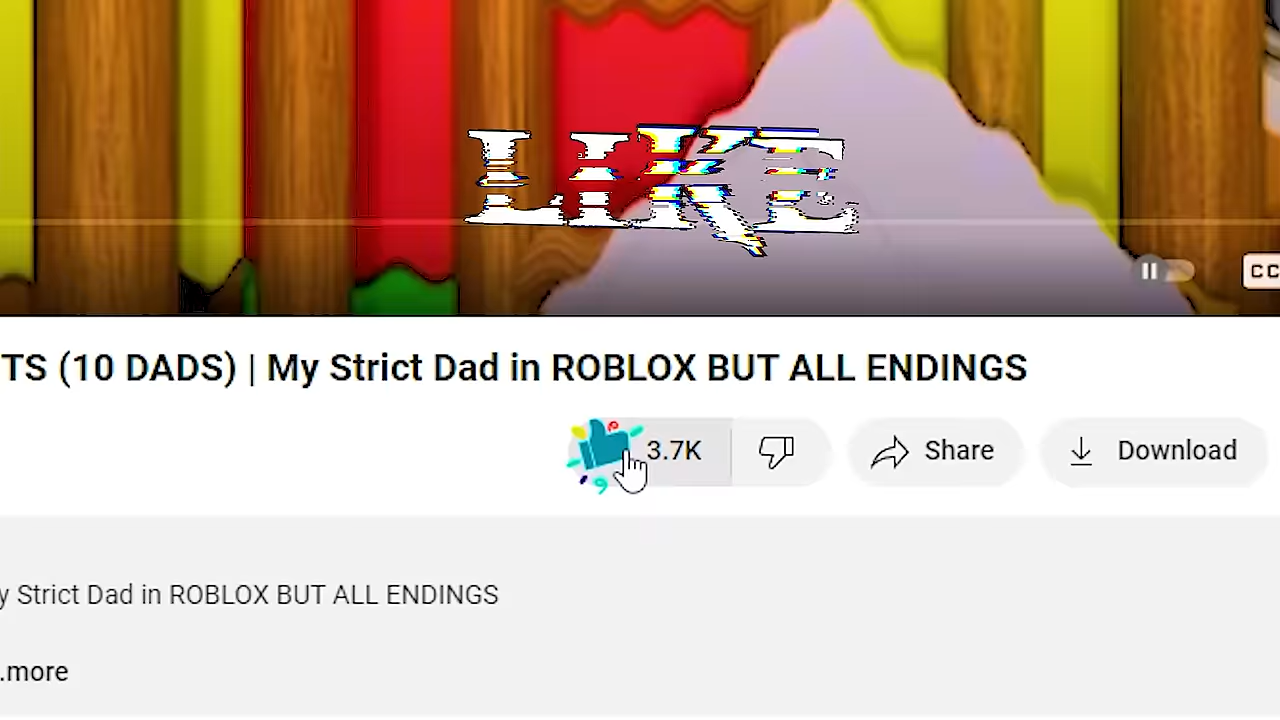 LIKE
CC
TS (10 DADS) | My Strict Dad in ROBLOX BUT ALL ENDINGS
3.7K
Share
Download
y Strict Dad in ROBLOX BUT ALL ENDINGS
.more